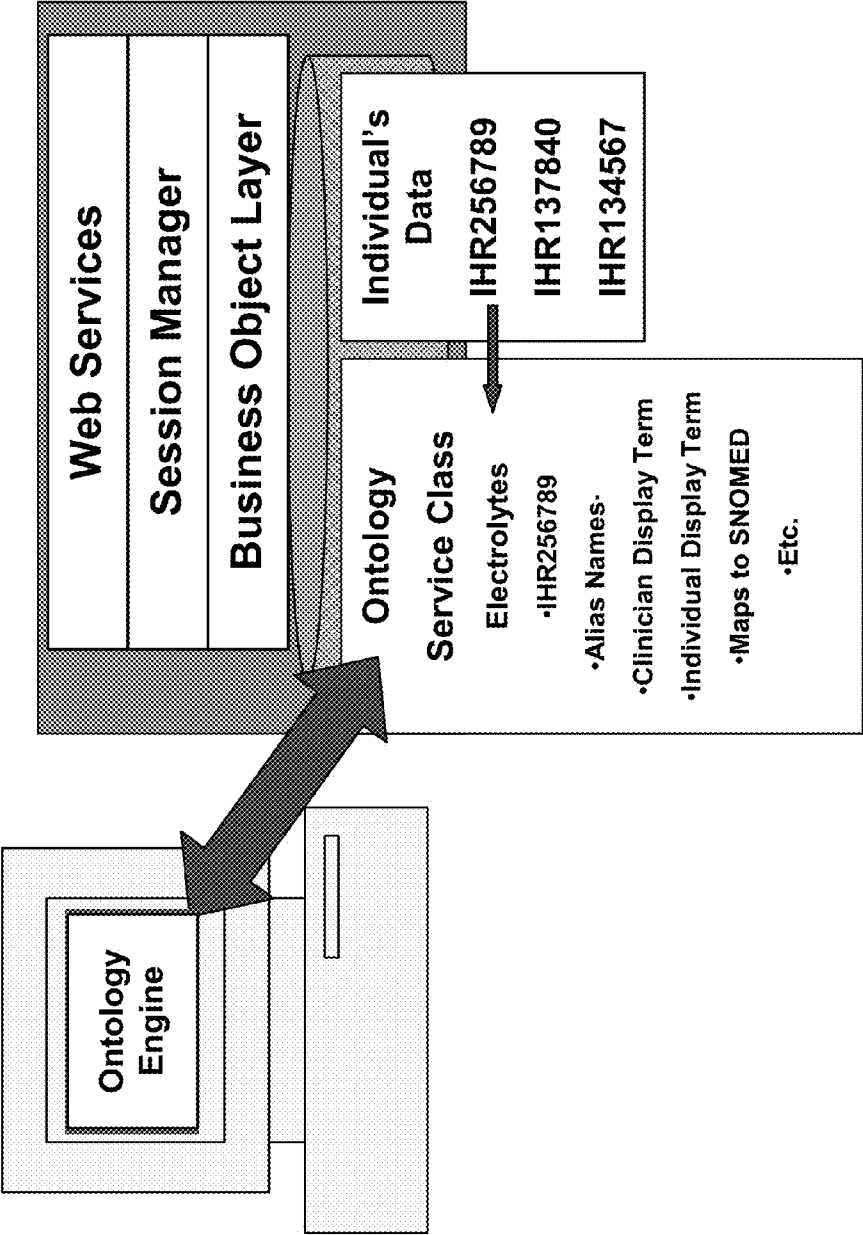 Ontology
Engine
Web Services
Session Manager
Business Object Layer
Ontology
Service Class
Electrolytes
•IHR256789
•Alias Names-
•Clinician Display Term
•Individual Display Term
•Maps to SNOMED
•Etc.
Individual's
Data
IHR256789
IHR137840
IHR134567